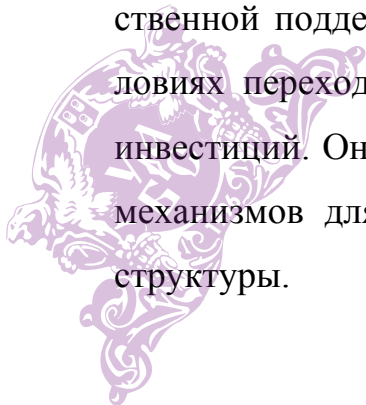 ственной подде
ловиях переход
инвестиций. Он
механизмов для
структуры.